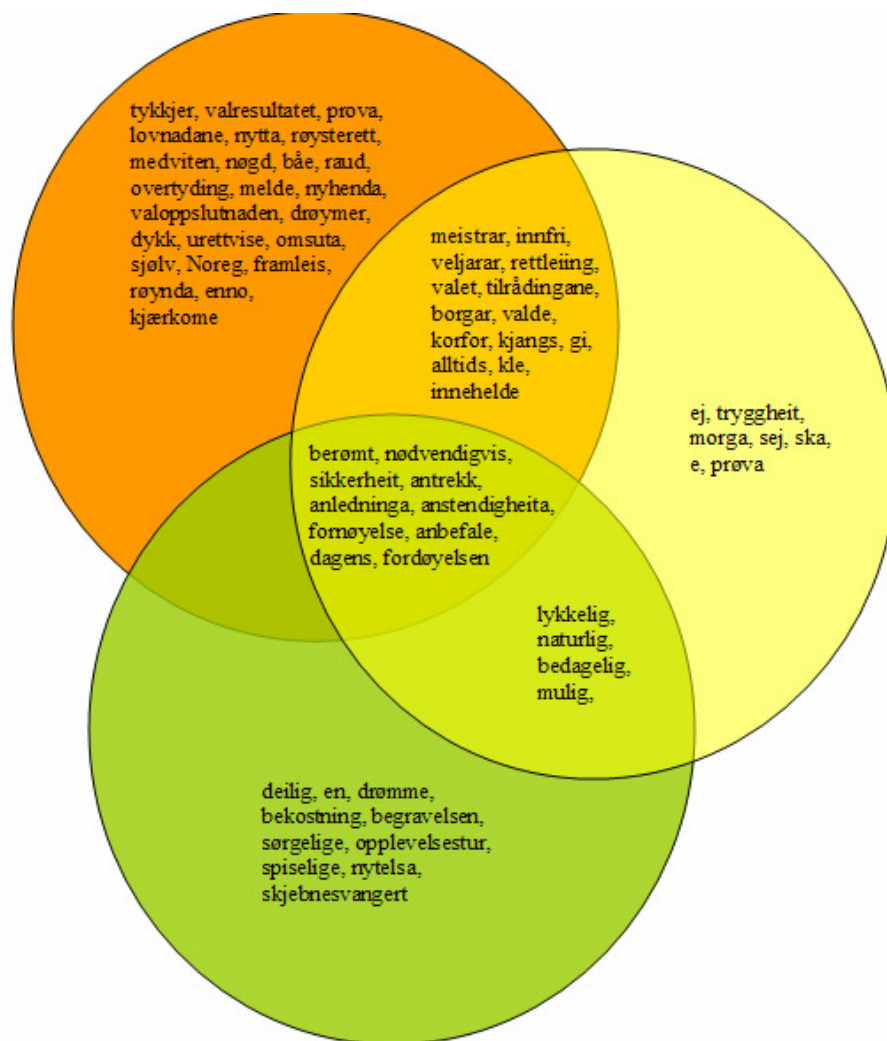 tykkjer, valresultatet, prova,
lovnadane, nytta, røysterett,
medviten, nøgd, båe, raud,
overtyding, melde, nyhenda,
valoppslutnaden, drøymer,
dykk, urettvise, omsuta,
sjølv, Noreg, framleis,
røynda, enno,
kjærkome
meistrar, innfri,
veljarar, rettleiing,
valet, tilrådingane,
borgar, valde,
korfor, kjangs, gi,
alltids, kle,
innehelde
ej, tryggheit,
morga, sej, ska,
e, prøva
berømt, nødvendigvis,
sikkerheit, antrekk,
anledninga, anstendigheita,
fornøyelse, anbefale,
dagens, fordøyelsen
lykkelig,
naturlig,
bedagelig,
mulig,
deilig, en, drømme,
bekostning, begravelsen,
sørgelige, opplevelsestur,
spiselige, nytelsa,
skjebnesvangert